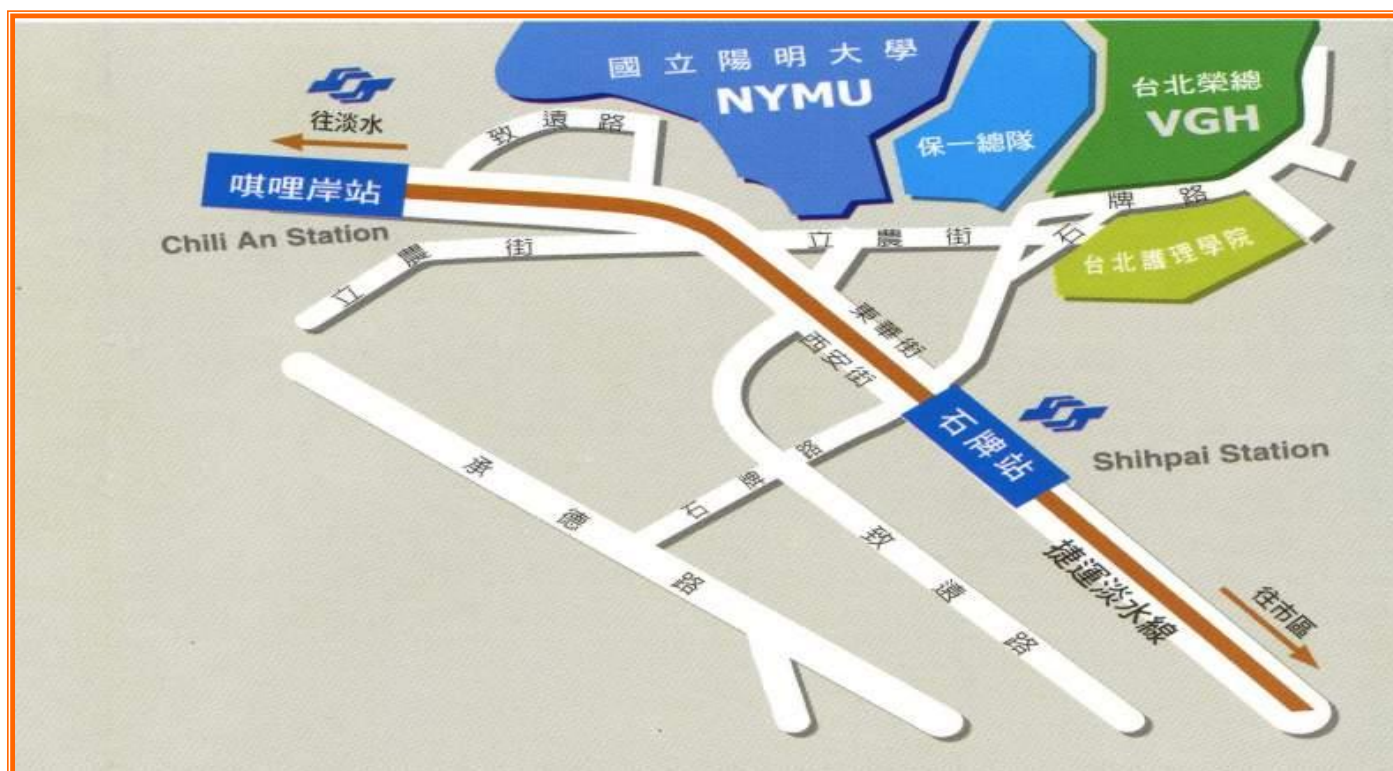 國立陽明大學
NYMU
保一總隊
台北榮總
VGH
往淡水
致遠路
唭哩岸站
Chili An Station
立農街
立農街
石牌路
台北護理學院
東華街
西安街
石牌站
Shihpai Station
石牌路
承德路
致遠路
捷運淡水線
往市區